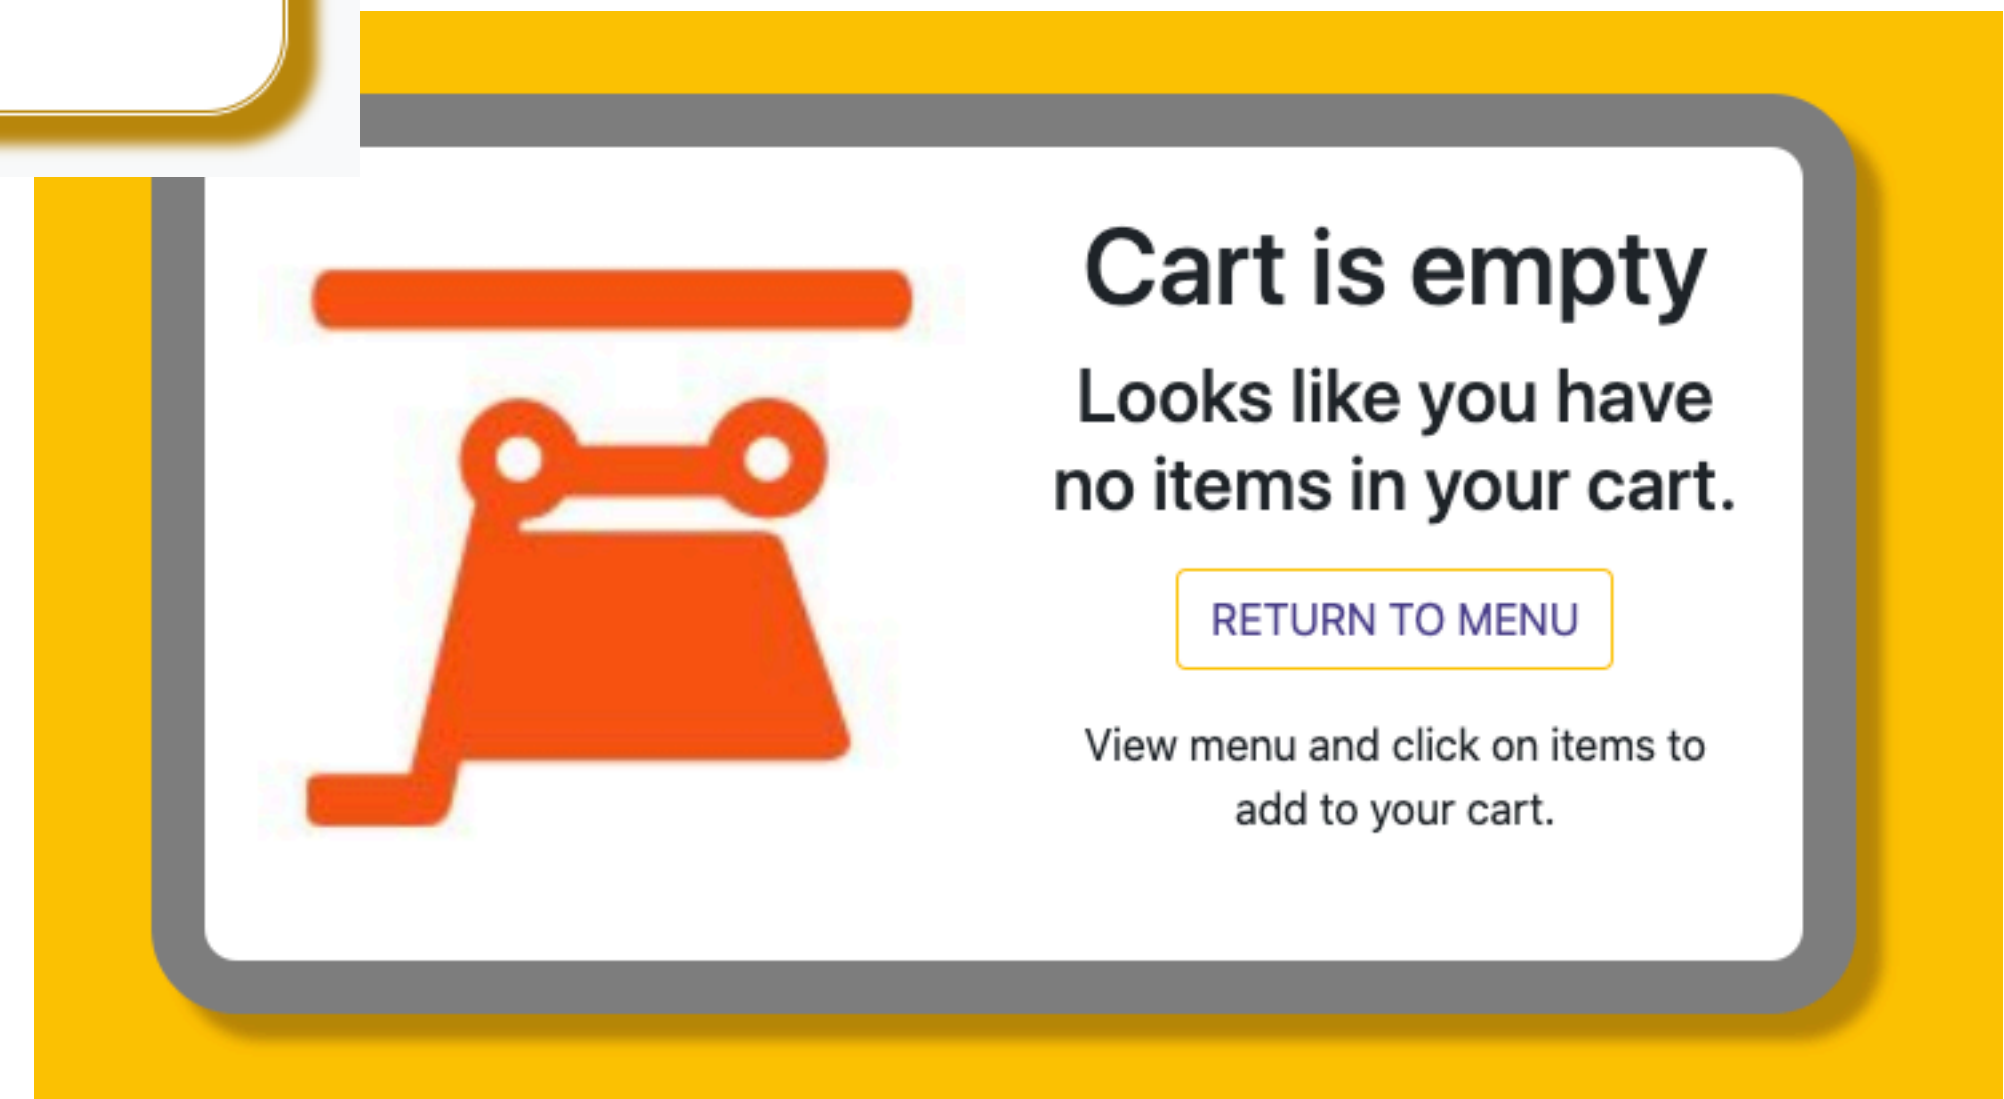 Cart is empty
Looks like you have
no items in your cart.
RETURN TO MENU
View menu and click on items to
add to your cart.